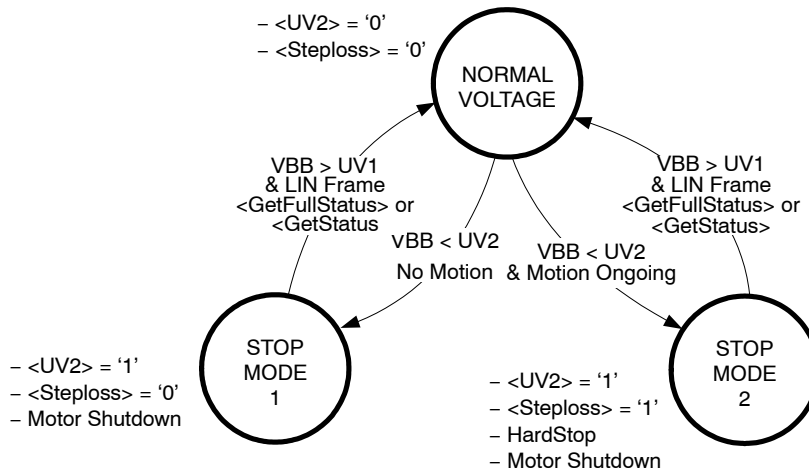 – <UV2> = ‘0’
– <Steploss> = ‘0’
NORMAL
VOLTAGE
VBB > UV1
& LIN Frame
<GetFullStatus> or
<GetStatus
VBB < UV2
No Motion
VBB < UV2
& Motion Ongoing
VBB > UV1
& LIN Frame
<GetFullStatus> or
<GetStatus>
STOP
MODE
1
– <UV2> = ‘1’
– <Steploss> = ‘0’
– Motor Shutdown
STOP
MODE
2
– <UV2> = ‘1’
– <Steploss> = ‘1’
– HardStop
– Motor Shutdown